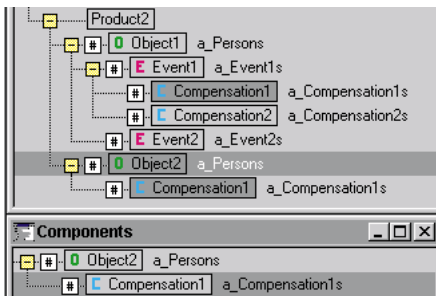 Product2
# O Object1 a_Persons
# E Event1 a_Event1s
# C Compensation1 a_Compensation1s
# C Compensation2 a_Compensation2s
# E Event2 a_Event2s
# O Object2 a_Persons
# C Compensation1 a_Compensation1s
Components
# O Object2 a_Persons
# C Compensation1 a_Compensation1s